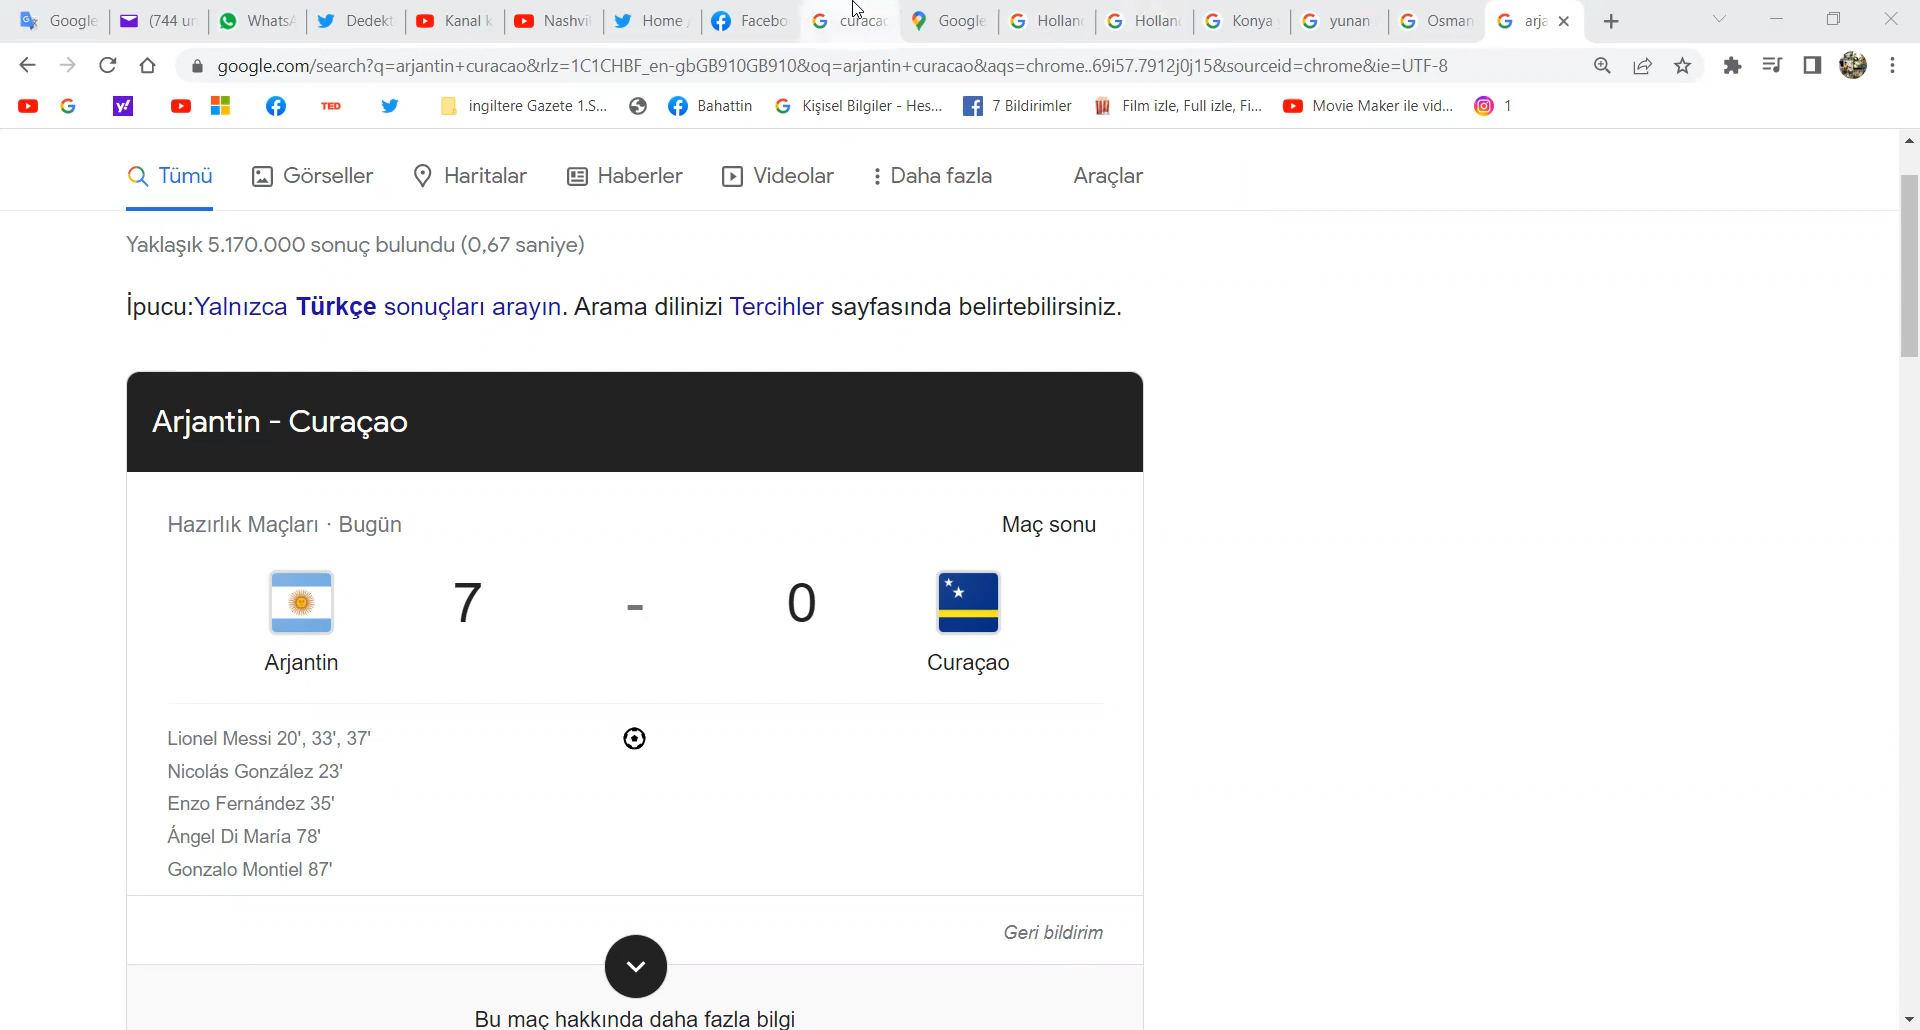 Google
(744 un
WhatsA
Dedekt
Kanal k
Nashvil
Home
Facebo
curacac
Google
Hollan
Hollan
Konya
yunan
Osman
arja
google.com/search?q=arjantin+curacao&rlz=1C1CHBF_en-gbGB910GB910&oq=arjantin+curacao&aqs=chrome..69i57.7912j0j15&sourceid=chrome&ie=UTF-8
TED
ingiltere Gazete 1.S...
Bahattin
Kişisel Bilgiler - Hes...
7 Bildirimler
Film izle, Full izle, Fi...
Movie Maker ile vid...
1
Tümü
Görseller
Haritalar
Haberler
Videolar
Daha fazla
Araçlar
Yaklaşık 5.170.000 sonuç bulundu (0,67 saniye)
İpucu:Yalnızca Türkçe sonuçları arayın. Arama dilinizi Tercihler sayfasında belirtebilirsiniz.
Arjantin - Curaçao
Hazırlık Maçları · Bugün
Maç sonu
7 - 0
Arjantin
Curaçao
Lionel Messi 20', 33', 37'
Nicolás González 23'
Enzo Fernández 35'
Ángel Di María 78'
Gonzalo Montiel 87'
Geri bildirim
Bu maç hakkında daha fazla bilgi